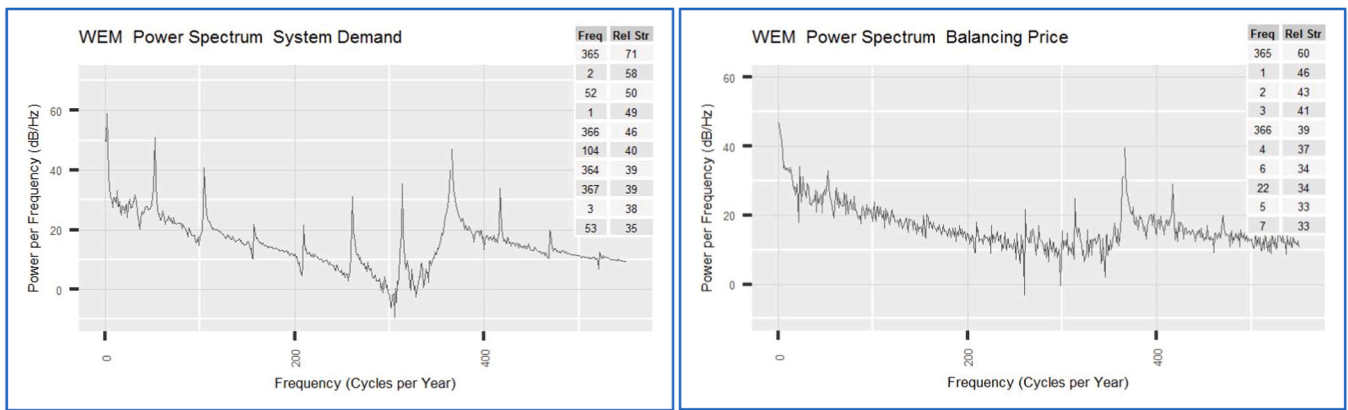 WEM Power Spectrum System Demand
Freq Rel Str
365 71
2 58
52 50
1 49
366 46
104 40
364 39
367 39
3 38
53 35
Power per Frequency (dB/Hz)
60
40
20
0
0 200 400
Frequency (Cycles per Year)
WEM Power Spectrum Balancing Price
Freq Rel Str
365 60
1 46
2 43
3 41
366 39
4 37
6 34
22 34
5 33
7 33
Power per Frequency (dB/Hz)
60
40
20
0
0 200 400
Frequency (Cycles per Year)